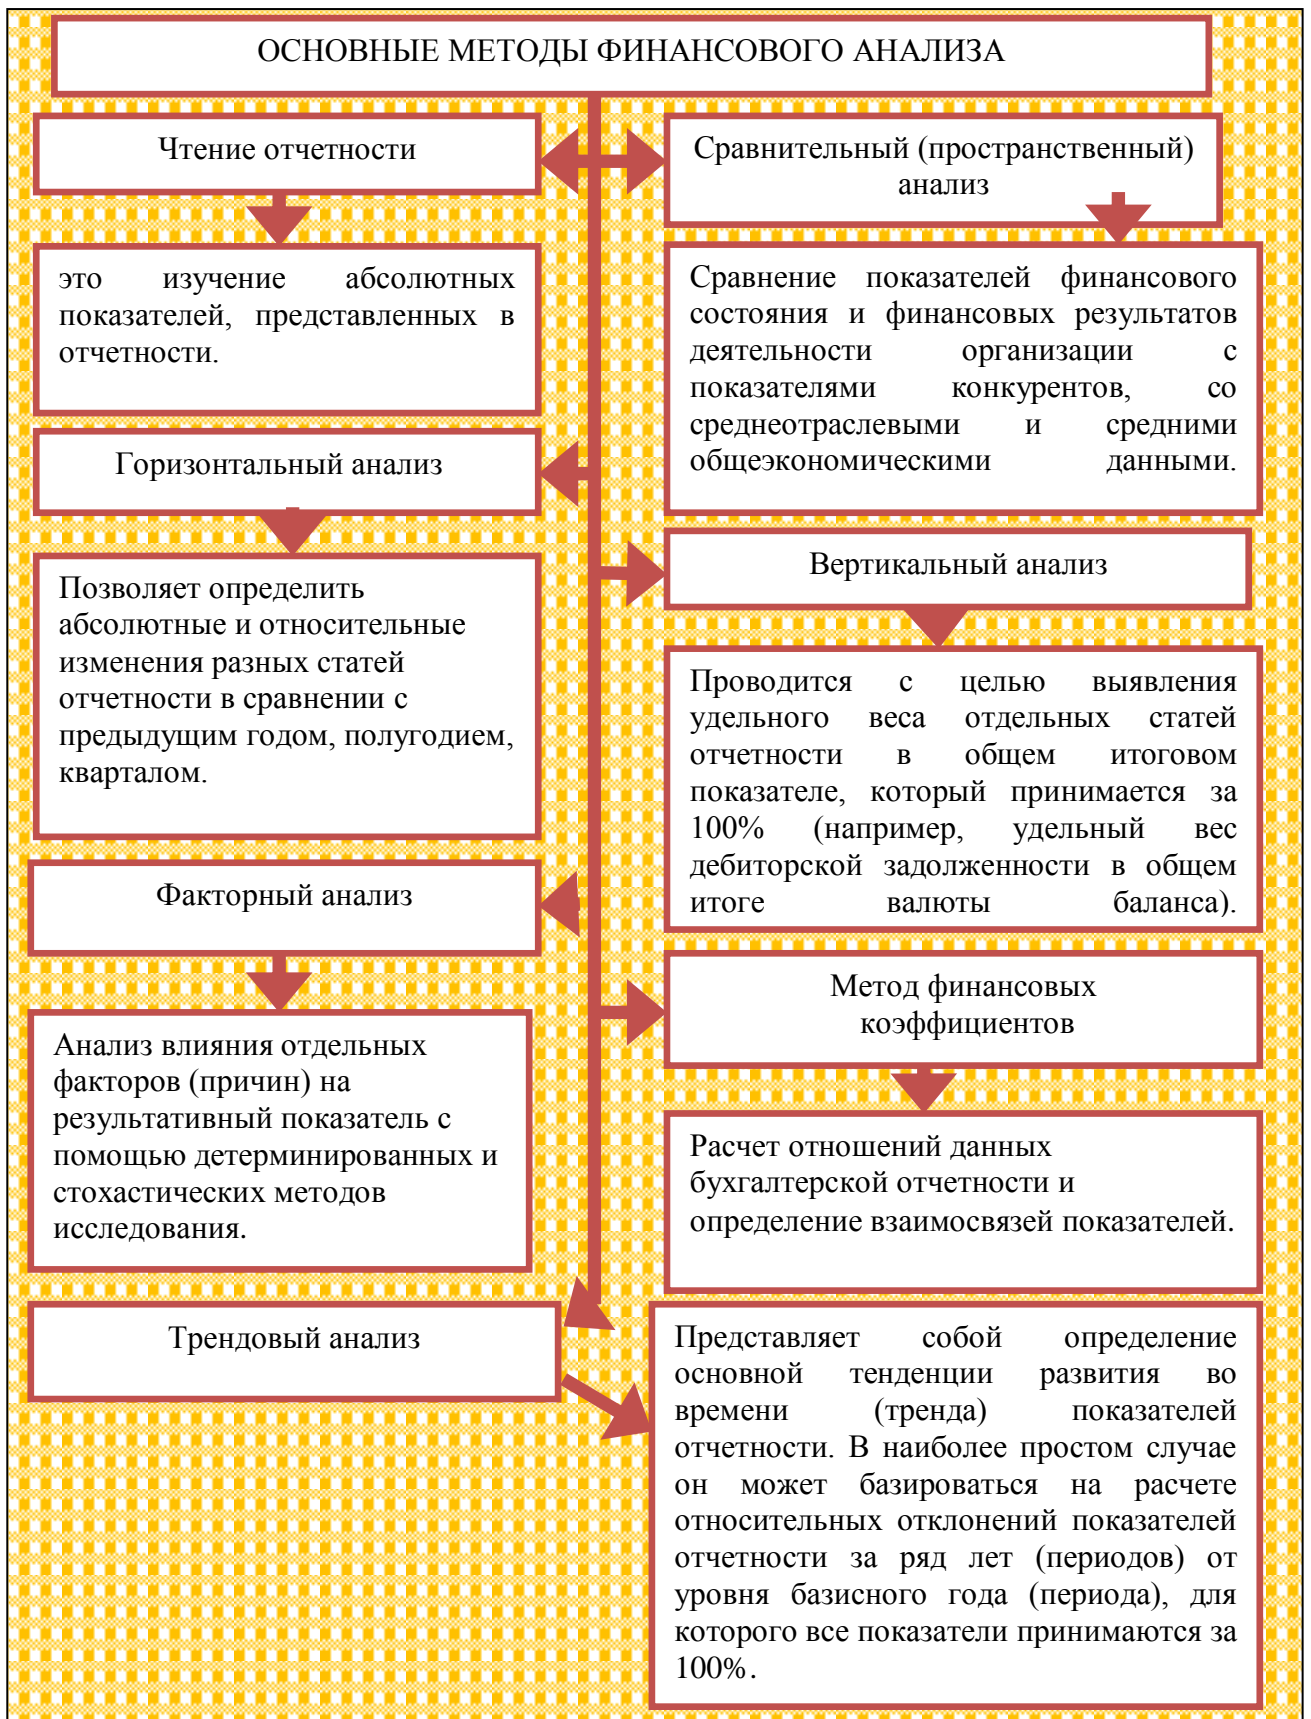 ОСНОВНЫЕ МЕТОДЫ ФИНАНСОВОГО АНАЛИЗА
Чтение отчетности
это изучение абсолютных
показателей, представленных в
отчетности.
Сравнительный (пространственный)
анализ
Сравнение показателей финансового
состояния и финансовых результатов
деятельности организации с
показателями конкурентов, со
среднеотраслевыми и средними
общеэкономическими данными.
Горизонтальный анализ
Позволяет определить
абсолютные и относительные
изменения разных статей
отчетности в сравнении с
предыдущим годом, полугодием,
кварталом.
Вертикальный анализ
Проводится с целью выявления
удельного веса отдельных статей
отчетности в общем итоговом
показателе, который принимается за
100% (например, удельный вес
дебиторской задолженности в общем
итоге валюты баланса).
Факторный анализ
Анализ влияния отдельных
факторов (причин) на
результативный показатель с
помощью детерминированных и
стохастических методов
исследования.
Метод финансовых
коэффициентов
Расчет отношений данных
бухгалтерской отчетности и
определение взаимосвязей показателей.
Трендовый анализ
Представляет собой определение
основной тенденции развития во
времени (тренда) показателей
отчетности. В наиболее простом случае
он может базироваться на расчете
относительных отклонений показателей
отчетности за ряд лет (периодов) от
уровня базисного года (периода), для
которого все показатели принимаются за
100%.